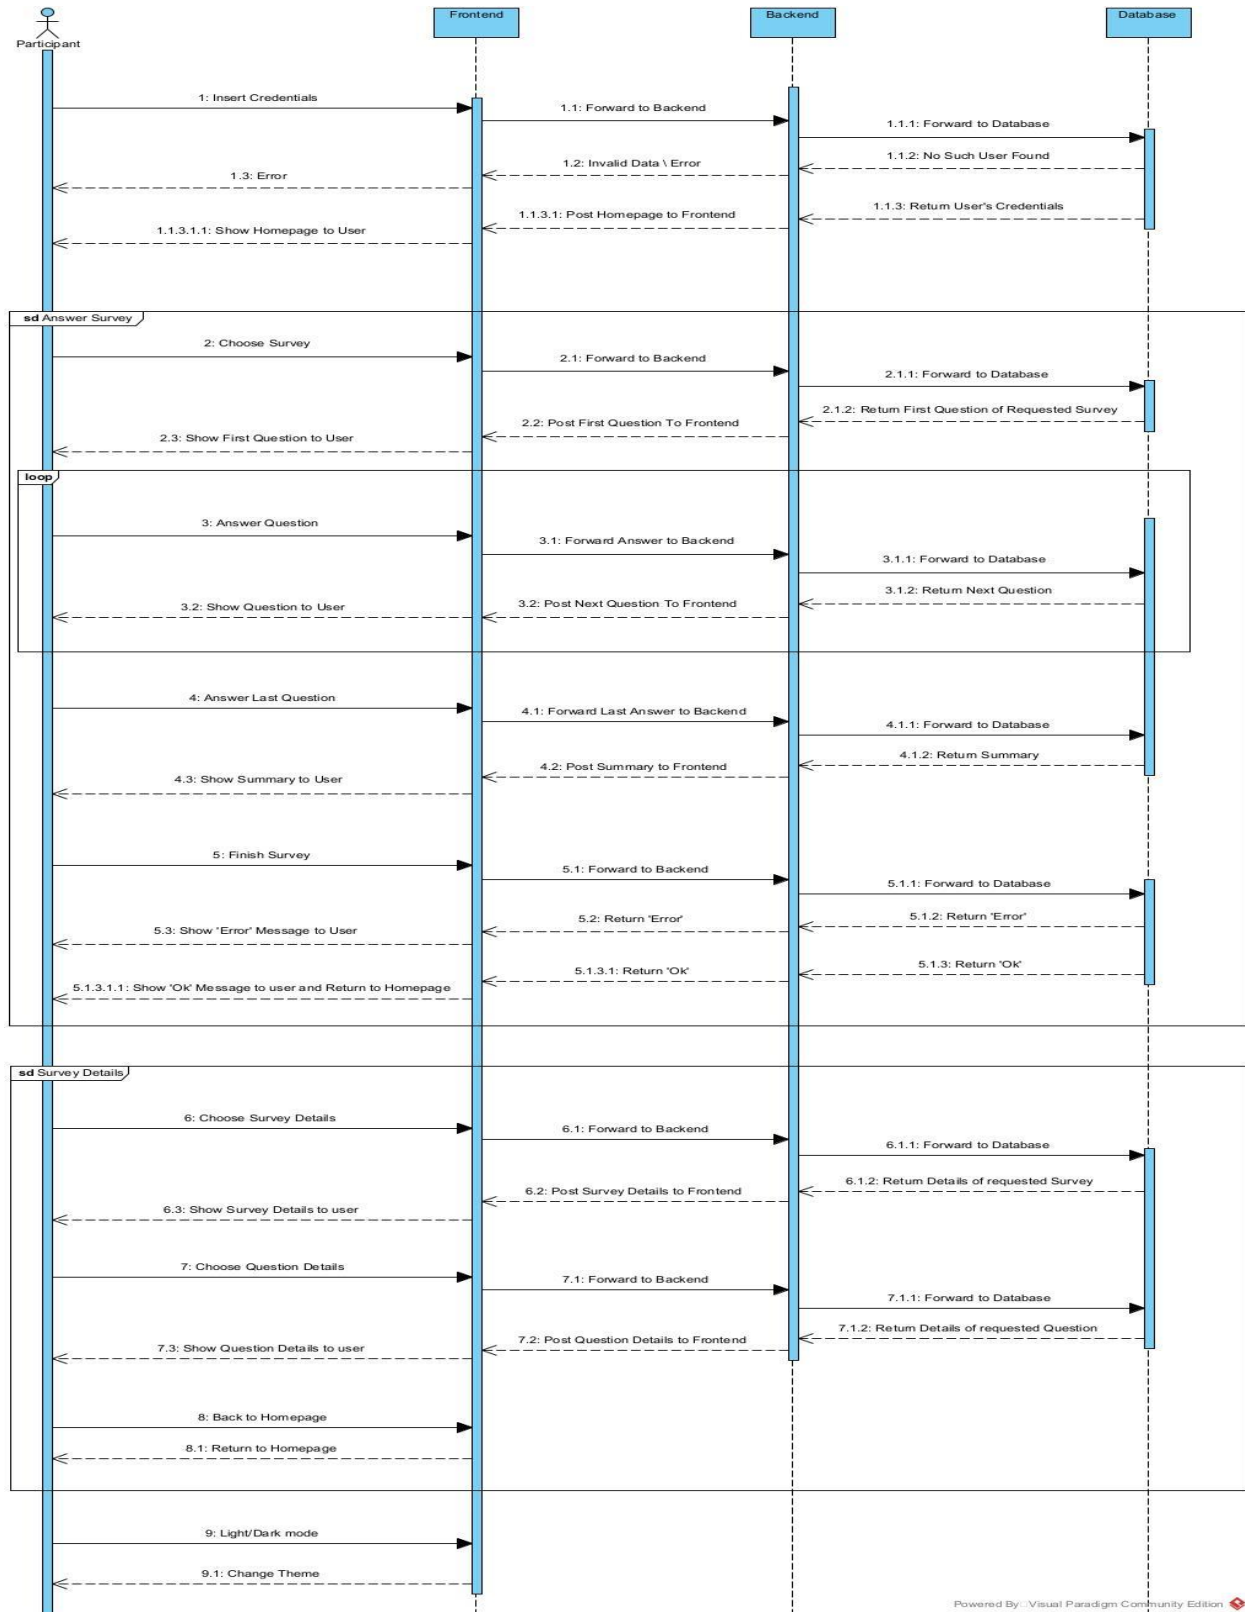 Participant
Frontend
Backend
Database
1: Insert Credentials
1.1: Forward to Backend
1.1.1: Forward to Database
1.1.2: No Such User Found
1.2: Invalid Data \ Error
1.3: Error
1.1.3: Return User's Credentials
1.1.3.1: Post Homepage to Frontend
1.1.3.1.1: Show Homepage to User
sd Answer Survey
2: Choose Survey
2.1: Forward to Backend
2.1.1: Forward to Database
2.1.2: Return First Question of Requested Survey
2.2: Post First Question To Frontend
2.3: Show First Question to User
loop
3: Answer Question
3.1: Forward Answer to Backend
3.1.1: Forward to Database
3.1.2: Return Next Question
3.2: Post Next Question To Frontend
3.2: Show Question to User
4: Answer Last Question
4.1: Forward Last Answer to Backend
4.1.1: Forward to Database
4.1.2: Return Summary
4.2: Post Summary to Frontend
4.3: Show Summary to User
5: Finish Survey
5.1: Forward to Backend
5.1.1: Forward to Database
5.1.2: Return 'Error'
5.2: Return 'Error'
5.3: Show 'Error' Message to User
5.1.3: Return 'Ok'
5.1.3.1: Return 'Ok'
5.1.3.1.1: Show 'Ok' Message to user and Return to Homepage
sd Survey Details
6: Choose Survey Details
6.1: Forward to Backend
6.1.1: Forward to Database
6.1.2: Return Details of requested Survey
6.2: Post Survey Details to Frontend
6.3: Show Survey Details to user
7: Choose Question Details
7.1: Forward to Backend
7.1.1: Forward to Database
7.1.2: Return Details of requested Question
7.2: Post Question Details to Frontend
7.3: Show Question Details to user
8: Back to Homepage
8.1: Return to Homepage
9: Light/Dark mode
9.1: Change Theme
Powered By: Visual Paradigm Community Edition